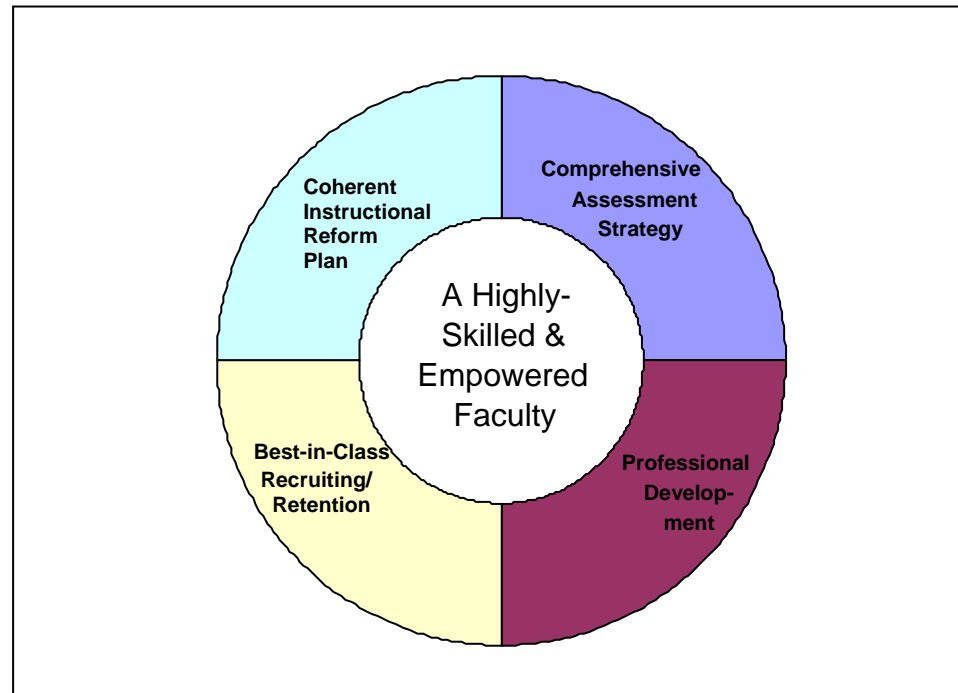 Coherent
Instructional
Reform
Plan
Comprehensive
Assessment
Strategy
A Highly-
Skilled &
Empowered
Faculty
Best-in-Class
Recruiting/
Retention
Professional
Develop-
ment